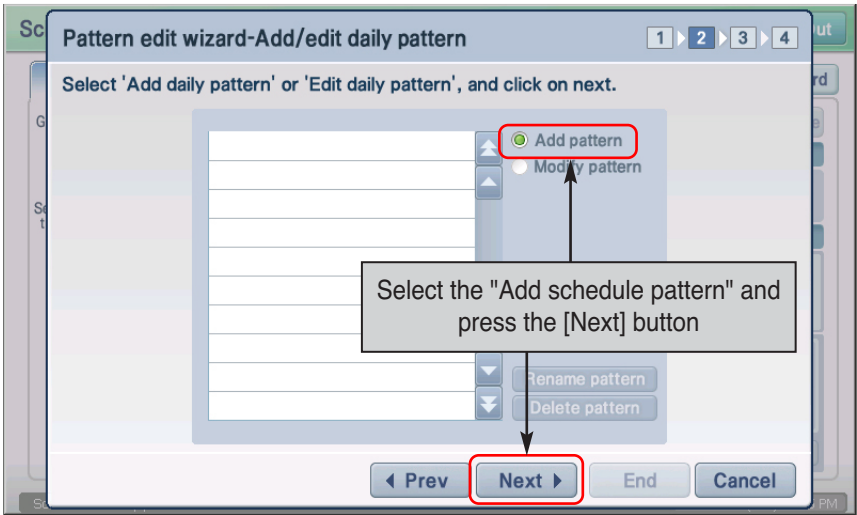 Pattern edit wizard-Add/edit daily pattern
1 2 3 4
Select 'Add daily pattern' or 'Edit daily pattern', and click on next.
Add pattern
Modify pattern
Select the "Add schedule pattern" and
press the [Next] button
Rename pattern
Delete pattern
Prev Next End Cancel